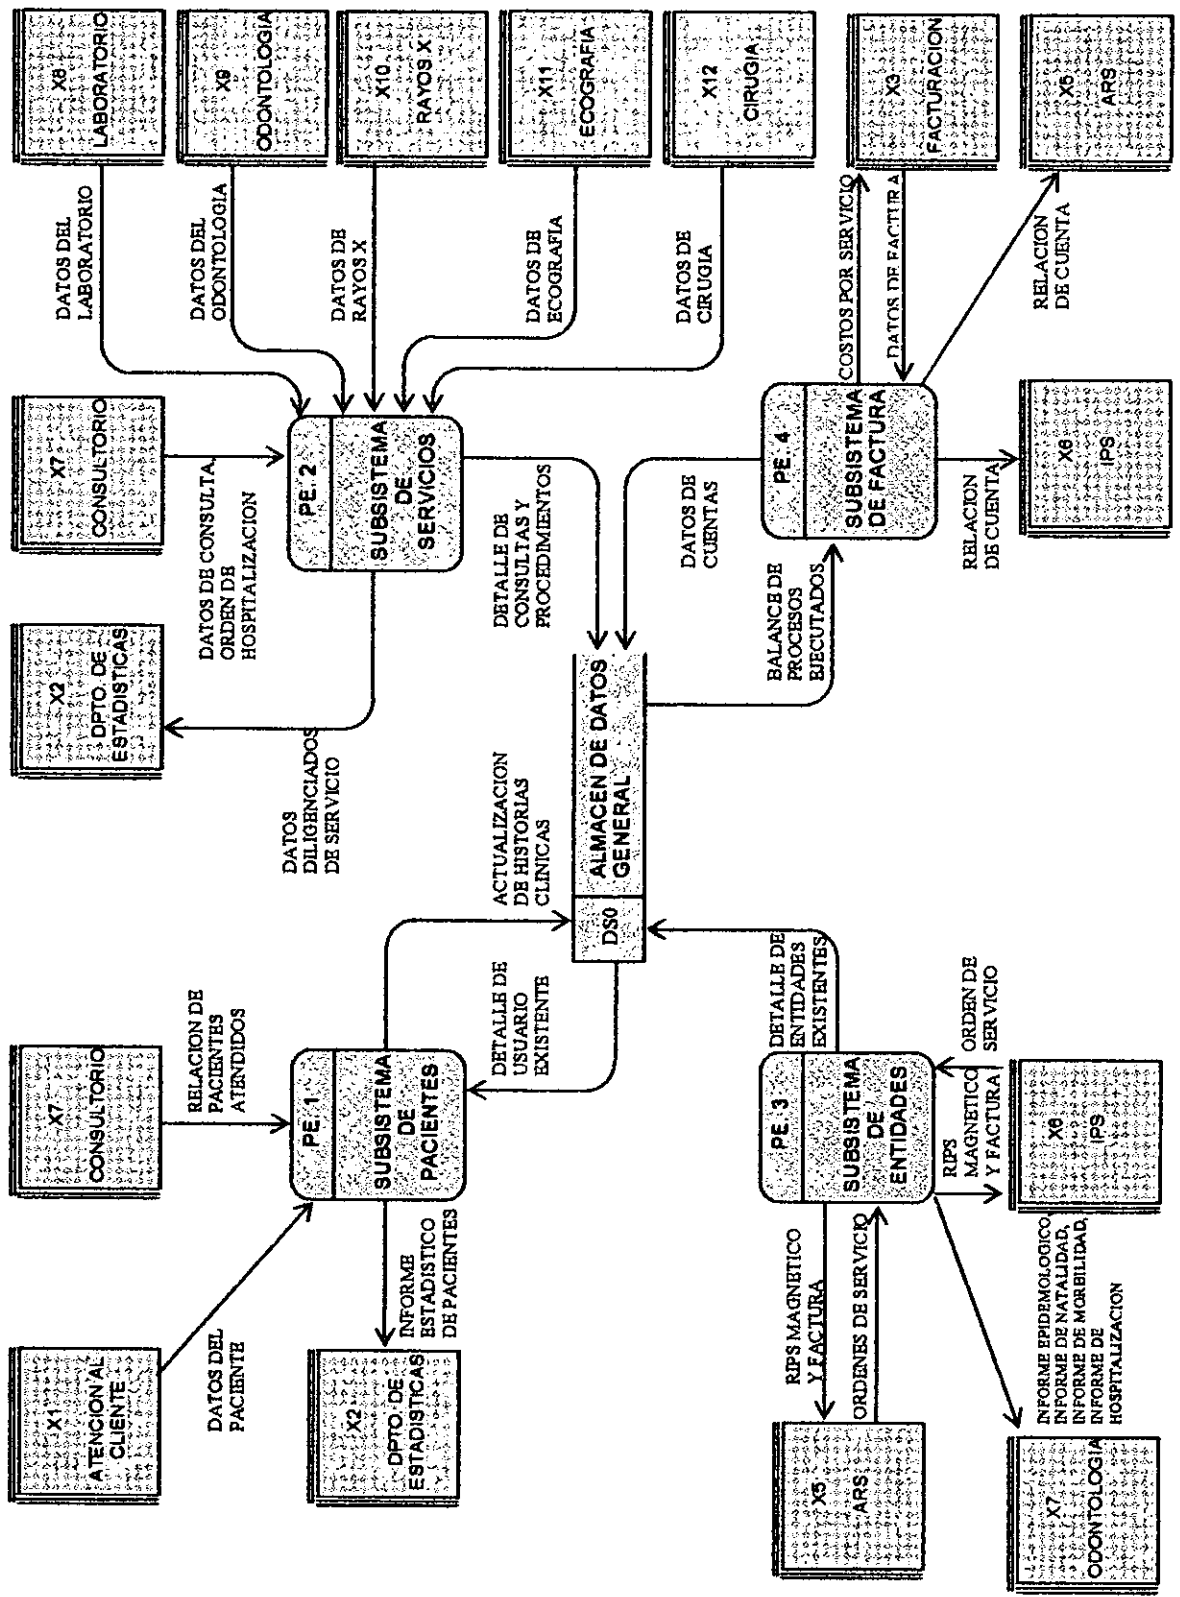 X1
ATENCION AL
CLIENTE
DATOS DEL
PACIENTE
X7
CONSULTORIO
RELACION DE
PACIENTES
ATENDIDOS
X2
DPTO. DE
ESTADISTICAS
INFORME
ESTADISTICO
DE PACIENTES
PE. 1
SUBSISTEMA
DE
PACIENTES
ACTUALIZACION
DE HISTORIAS
CLINICAS
DETALLE DE
USUARIO
EXISTENTE
X2
DPTO. DE
ESTADISTICAS
DATOS
DILIGENCIADOS
DE SERVICIO
X7
CONSULTORIO
DATOS DE CONSULTA,
ORDEN DE
HOSPITALIZACION
X8
LABORATORIO
DATOS DEL
LABORATORIO
X9
ODONTOLOGIA
DATOS DEL
ODONTOLOGIA
X10
RAYOS X
DATOS DE
RAYOS X
X11
ECOGRAFIA
DATOS DE
ECOGRAFIA
X12
CIRUGIA
DATOS DE
CIRUGIA
PE. 2
SUBSISTEMA
DE
SERVICIOS
DETALLE DE
CONSULTAS Y
PROCEDIMIENTOS
DS0
ALMACEN DE DATOS
GENERAL
DETALLE DE
ENTIDADES
EXISTENTES
PE. 3
SUBSISTEMA
DE
ENTIDADES
RIPS MAGNETICO
Y FACTURA
ORDENES DE SERVICIO
X5
ARS
ORDEN DE
SERVICIO
RIPS
MAGNETICO
Y FACTURA
X6
IPS
INFORME EPIDEMOLOGICO,
INFORME DE NATALIDAD,
INFORME DE MORBILIDAD,
INFORME DE
HOSPITALIZACION
X7
ODONTOLOGIA
DATOS DE
CUENTAS
BALANCE DE
PROCESOS
EJECUTADOS
PE. 4
SUBSISTEMA
DE FACTURA
COSTOS POR SERVICIO
DATOS DE FACTURA
X3
FACTURACION
RELACION
DE CUENTA
X5
ARS
RELACION
DE CUENTA
X6
IPS